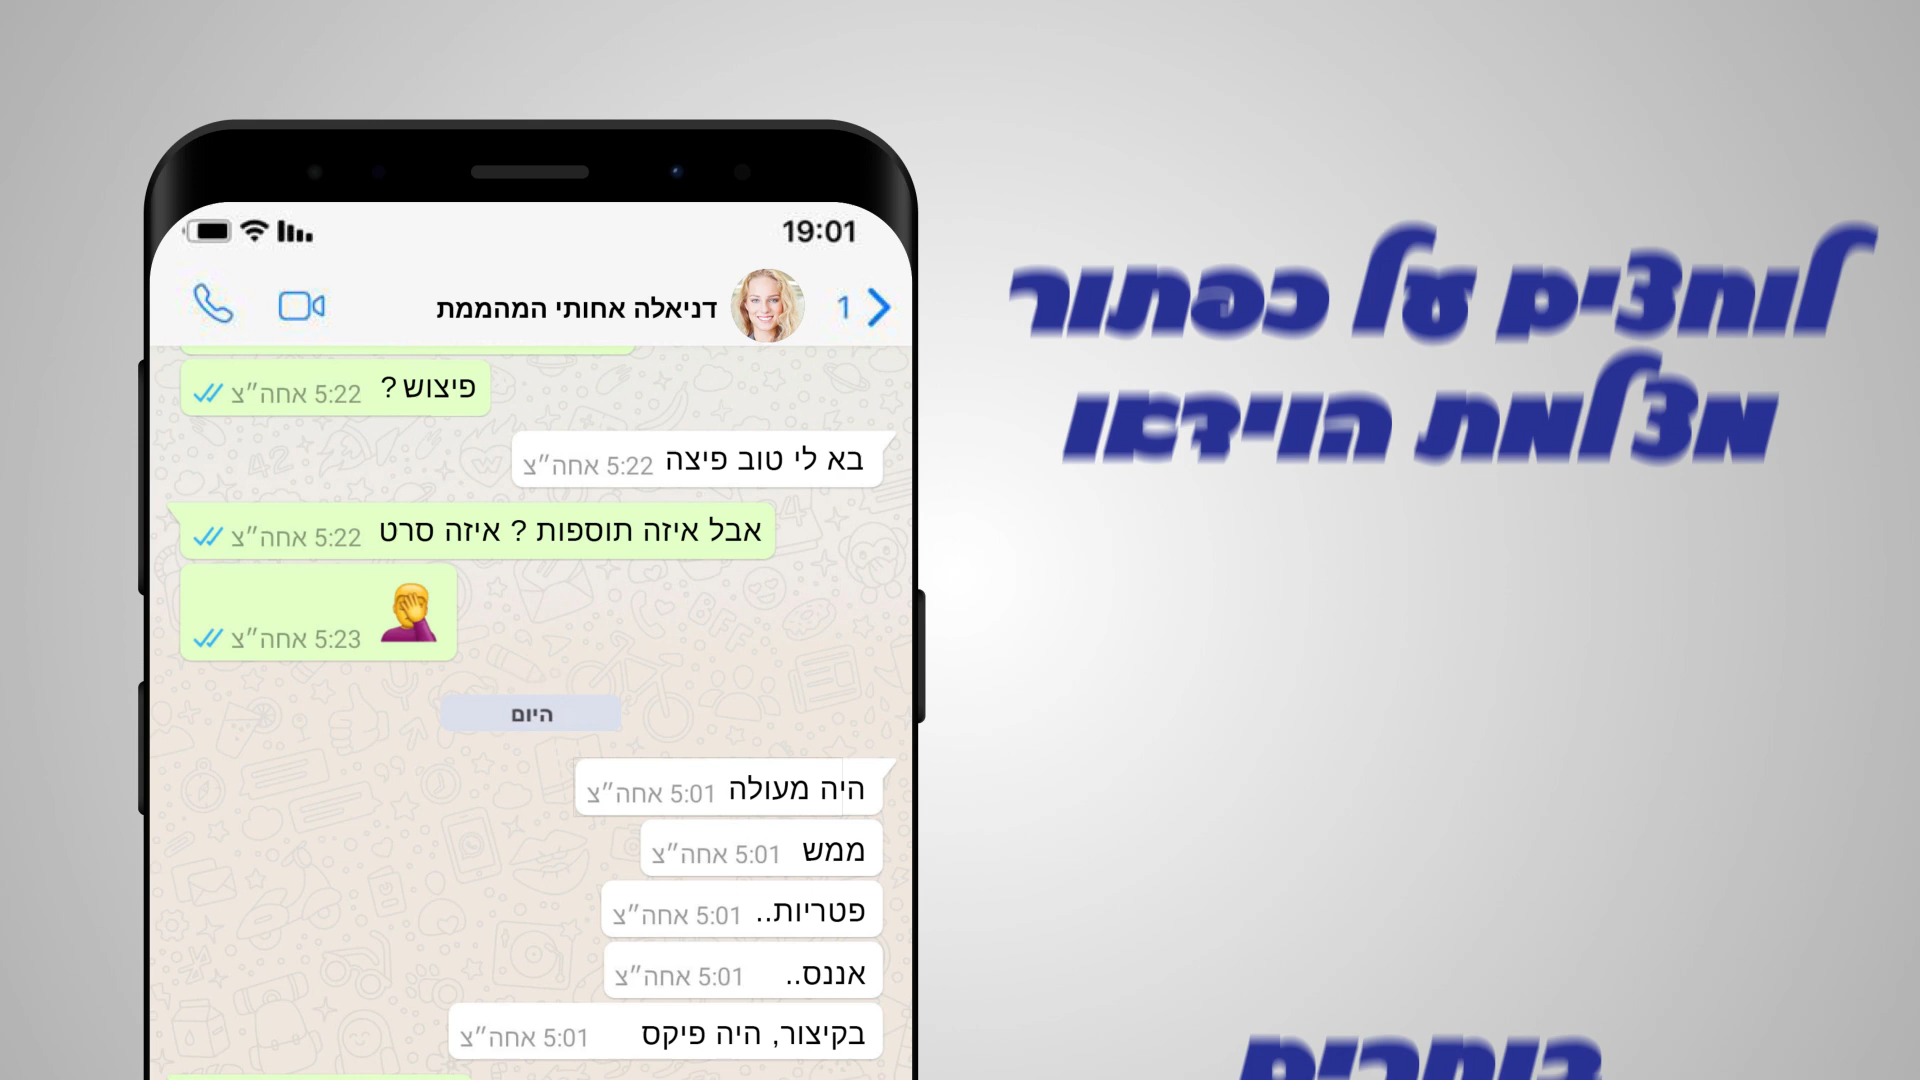 19:01
1
דניאלה אחותי המהממת
פיצוש ? 5:22 אחה״צ
בא לי טוב פיצה 5:22 אחה״צ
אבל איזה תוספות ? איזה סרט 5:22 אחה״צ
5:23 אחה״צ
היום
היה מעולה 5:01 אחה״צ
ממש 5:01 אחה״צ
פטריות.. 5:01 אחה״צ
אננס.. 5:01 אחה״צ
בקיצור, היה פיקס 5:01 אחה״צ
לוחצים על כפתור
מצלמת הוידאו